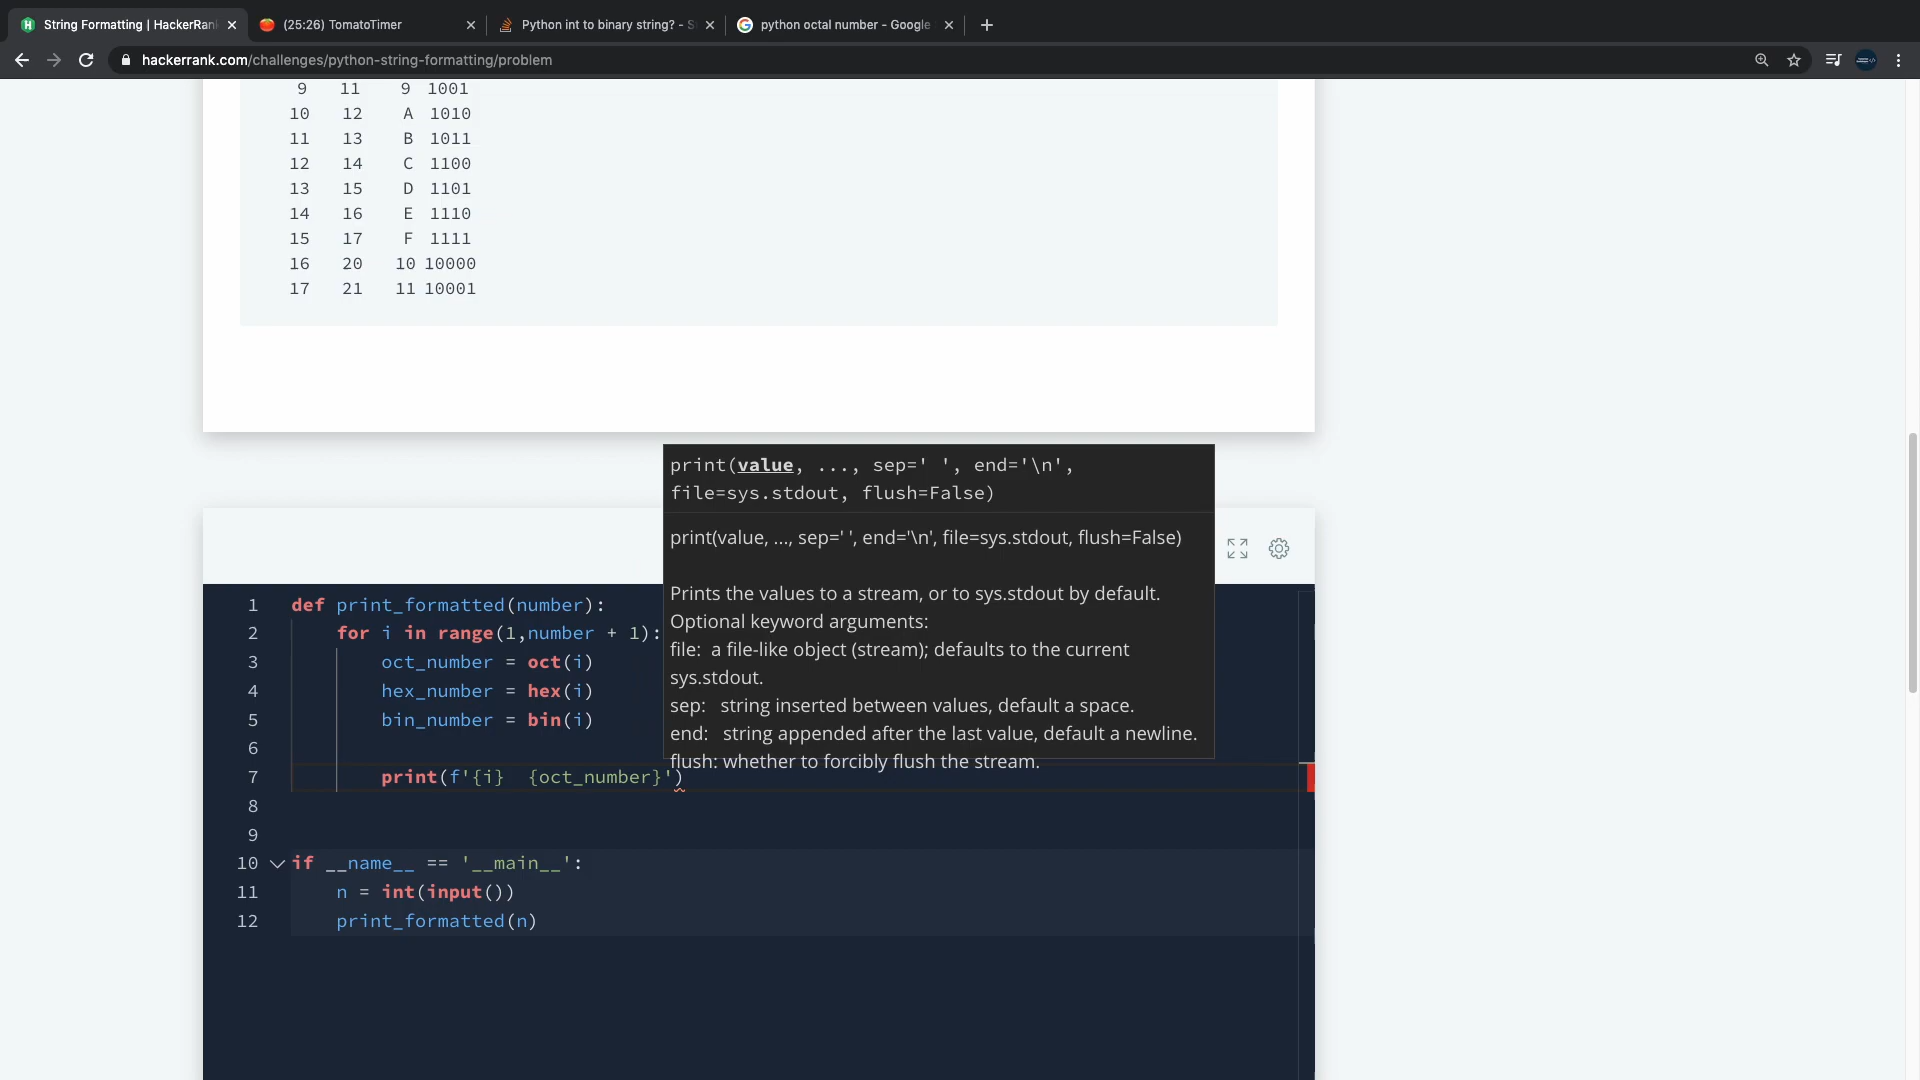 String Formatting | HackerRan
(25:26) TomatoTimer
Python int to binary string? - S
python octal number - Google
hackerrank.com/challenges/python-string-formatting/problem
9 11 9 1001
10 12 A 1010
11 13 B 1011
12 14 C 1100
13 15 D 1101
14 16 E 1110
15 17 F 1111
16 20 10 10000
17 21 11 10001
print(value, ..., sep=' ', end='\n',
file=sys.stdout, flush=False)
print(value, ..., sep=' ', end='\n', file=sys.stdout, flush=False)
Prints the values to a stream, or to sys.stdout by default.
Optional keyword arguments:
file: a file-like object (stream); defaults to the current
sys.stdout.
sep: string inserted between values, default a space.
end: string appended after the last value, default a newline.
flush: whether to forcibly flush the stream.
1 def print_formatted(number):
2 for i in range(1,number + 1):
3 oct_number = oct(i)
4 hex_number = hex(i)
5 bin_number = bin(i)
6
7 print(f'{i}  {oct_number}')
8
9
10 if __name__ == '__main__':
11 n = int(input())
12 print_formatted(n)